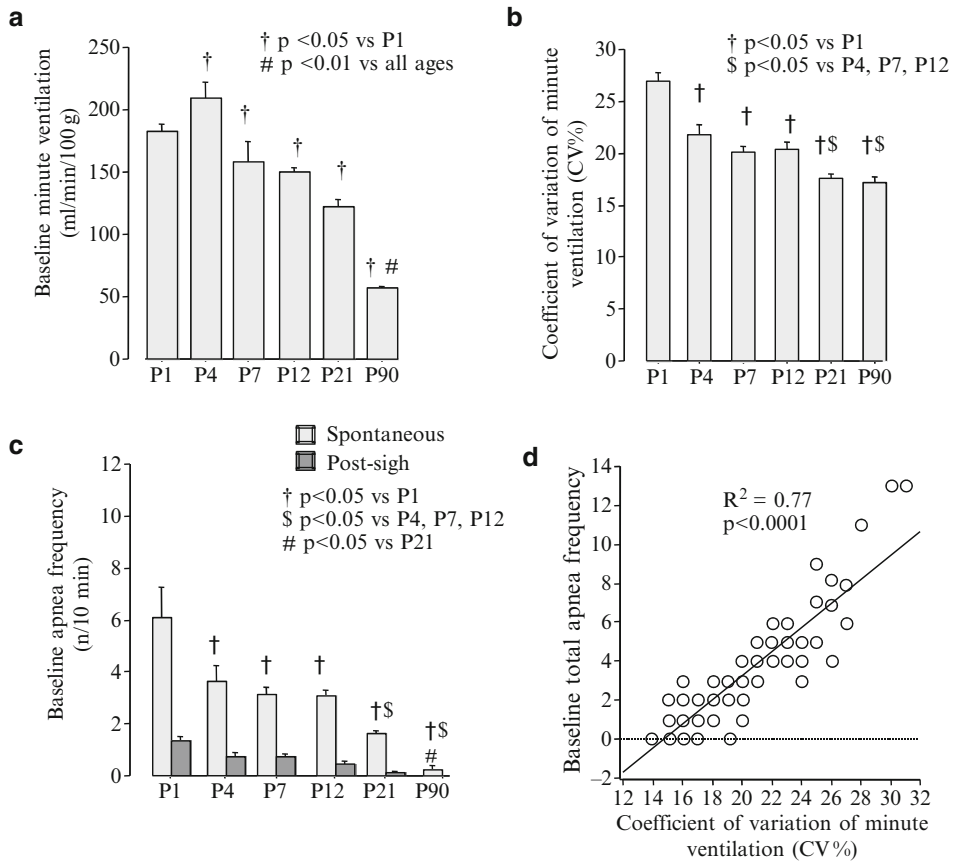 a
† p <0.05 vs P1
# p <0.01 vs all ages
Baseline minute ventilation
(ml/min/100 g)
250
200
150
100
50
0
†
†
†
†
† #
P1 P4 P7 P12 P21 P90
b
† p<0.05 vs P1
$ p<0.05 vs P4, P7, P12
Coefficient of variation of minute
ventilation (CV%)
30
25
20
15
10
5
0
†
†
†
†$
†$
P1 P4 P7 P12 P21 P90
c
Spontaneous
Post-sigh
† p<0.05 vs P1
$ p<0.05 vs P4, P7, P12
# p<0.05 vs P21
Baseline apnea frequency
(n/10 min)
12
10
8
6
4
2
0
†
†
†
†$
†$
#
P1 P4 P7 P12 P21 P90
d
R² = 0.77
p<0.0001
Baseline total apnea frequency
14
12
10
8
6
4
2
0
−2
12 14 16 18 20 22 24 26 28 30 32
Coefficient of variation of minute
ventilation (CV%)